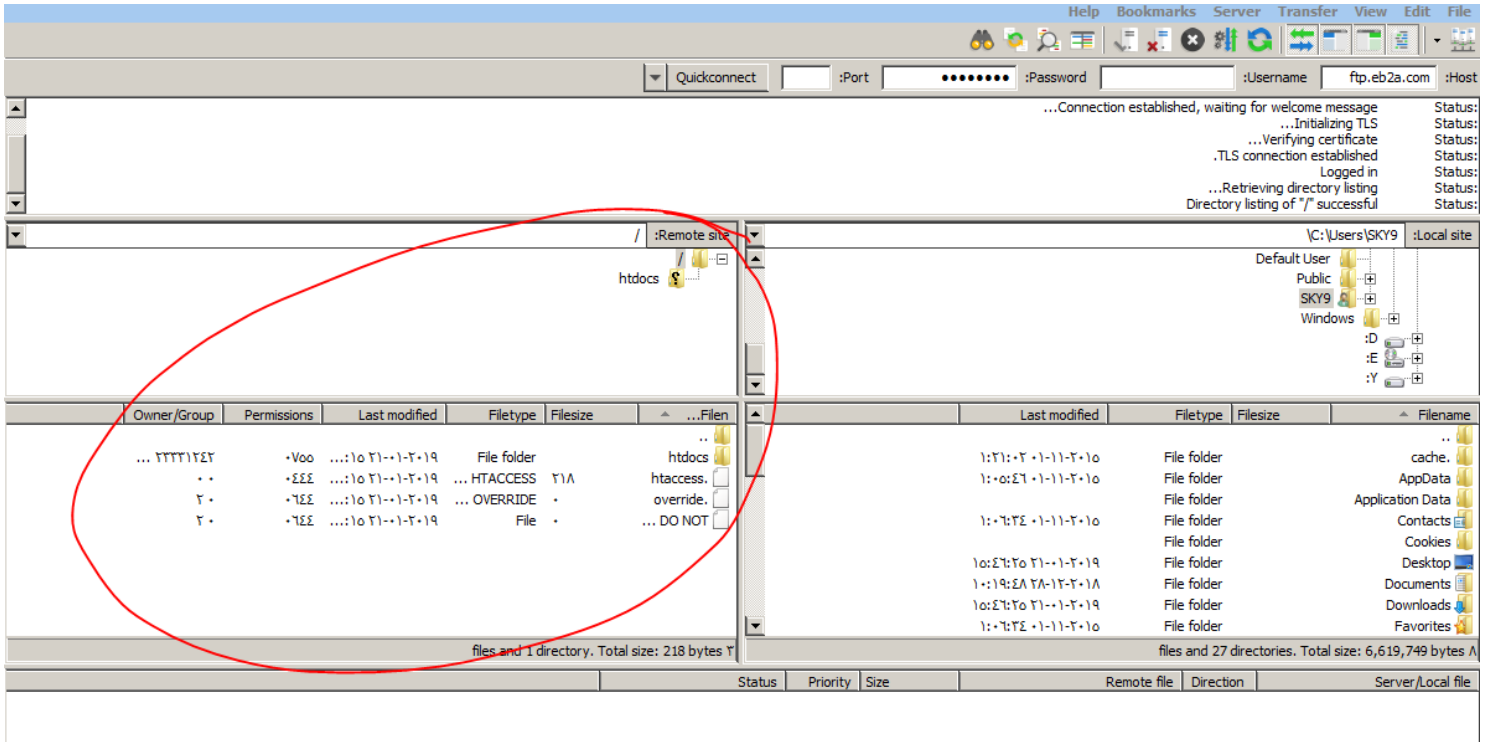 Help Bookmarks Server Transfer View Edit File
Quickconnect :Port ●●●●●●●● :Password :Username ftp.eb2a.com :Host
...Connection established, waiting for welcome message Status:
...Initializing TLS Status:
...Verifying certificate Status:
.TLS connection established Status:
Logged in Status:
...Retrieving directory listing Status:
Directory listing of "/" successful Status:
/ :Remote site
/
htdocs
\C:\Users\SKY9 :Local site
Default User
Public
SKY9
Windows
:D
:E
:Y
Owner/Group Permissions Last modified Filetype Filesize ...Filen
..
... ٢٣٣٣١٢٤٢ ٠٧٥٥ ...:١٥ ٢١-٠١-٢٠١٩ File folder htdocs
٠ ٠ ٠٤٤٤ ...:١٥ ٢١-٠١-٢٠١٩ ... HTACCESS ٢١٨ htaccess.
٢ ٠ ٠٦٤٤ ...:١٥ ٢١-٠١-٢٠١٩ ... OVERRIDE ٠ override.
٢ ٠ ٠٦٤٤ ...:١٥ ٢١-٠١-٢٠١٩ File ٠ ... DO NOT
files and 1 directory. Total size: 218 bytes ٣
Last modified Filetype Filesize Filename
..
١:٢١:٠٢ ٠١-١١-٢٠١٥ File folder cache.
١:٠٥:٤٦ ٠١-١١-٢٠١٥ File folder AppData
File folder Application Data
١:٠٦:٣٤ ٠١-١١-٢٠١٥ File folder Contacts
File folder Cookies
١٥:٤٦:٢٥ ٢١-٠١-٢٠١٩ File folder Desktop
١٠:١٩:٤٨ ٢٨-١٢-٢٠١٨ File folder Documents
١٥:٤٦:٢٥ ٢١-٠١-٢٠١٩ File folder Downloads
١:٠٦:٣٤ ٠١-١١-٢٠١٥ File folder Favorites
files and 27 directories. Total size: 6,619,749 bytes ٨
Status Priority Size Remote file Direction Server/Local file